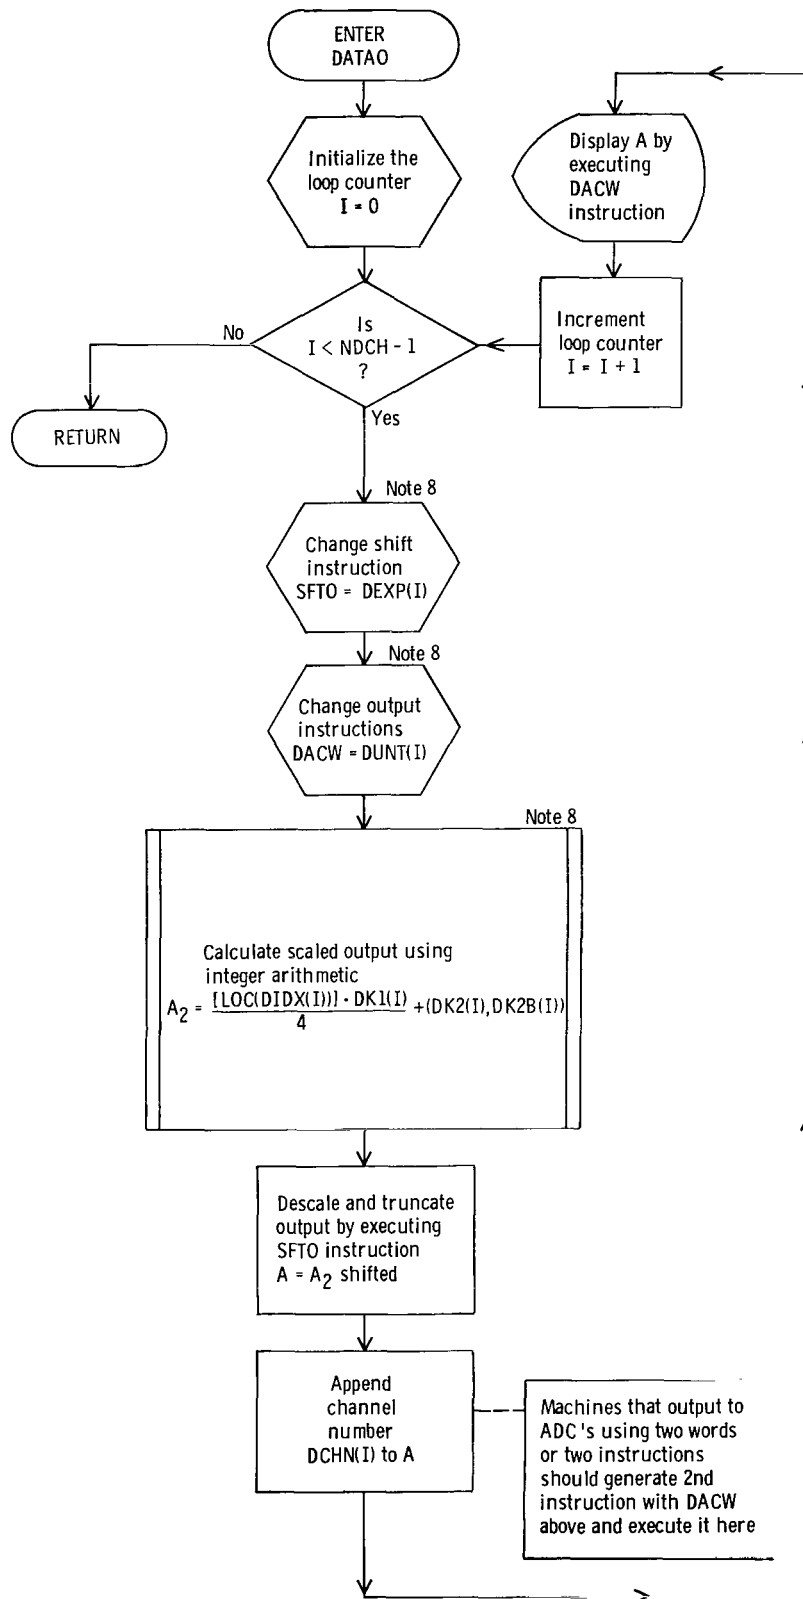 ENTER
DATAO
Initialize the
loop counter
I = 0
Display A by
executing
DACW
instruction
Is
I < NDCH - 1
?
No
Yes
Increment
loop counter
I = I + 1
RETURN
Note 8
Change shift
instruction
SFTO = DEXP(I)
Note 8
Change output
instructions
DACW = DUNT(I)
Note 8
Calculate scaled output using
integer arithmetic
A2 = [LOC(DIDX(I))] · DK1(I) / 4 + (DK2(I), DK2B(I))
Descale and truncate
output by executing
SFTO instruction
A = A2 shifted
Append
channel
number
DCHN(I) to A
Machines that output to
ADC's using two words
or two instructions
should generate 2nd
instruction with DACW
above and execute it here